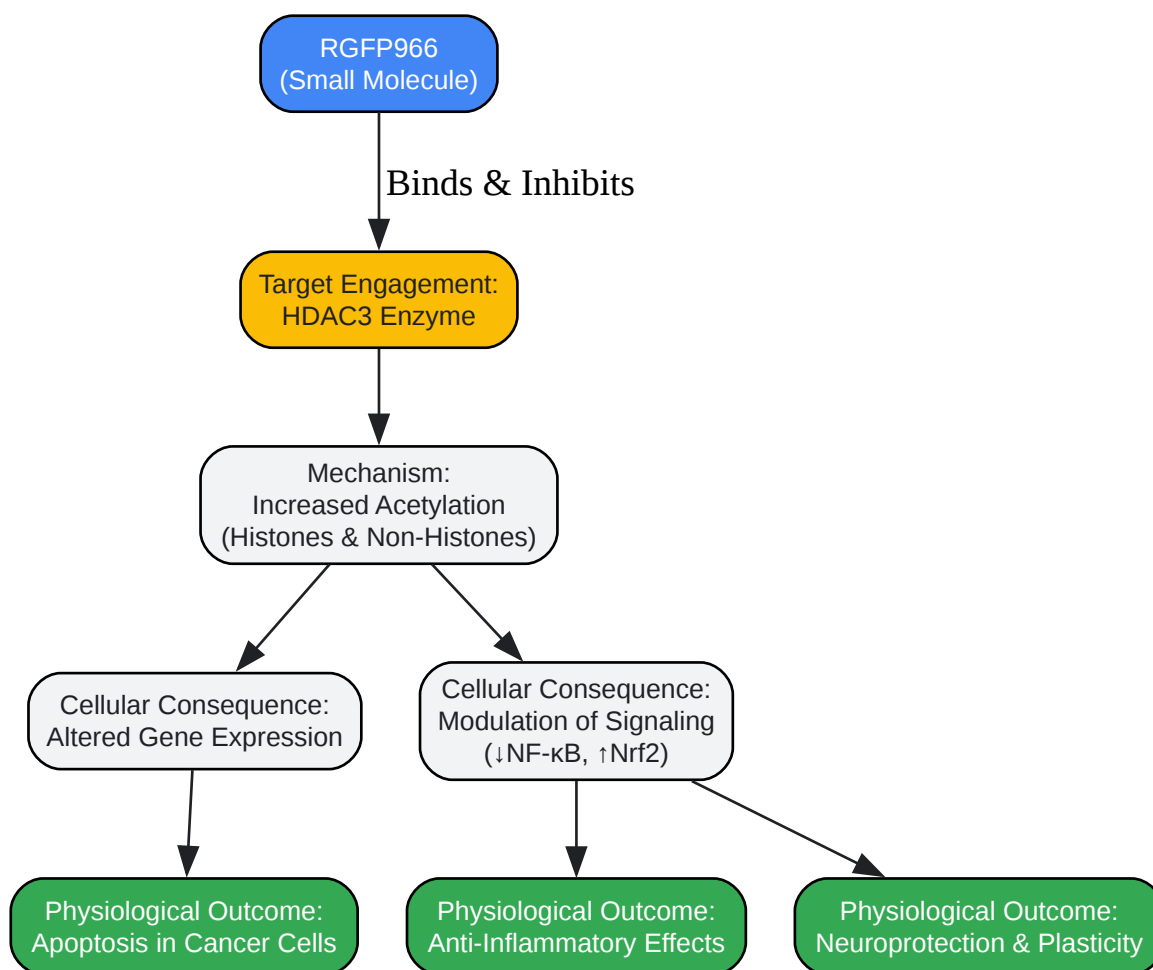 RGFP966
(Small Molecule)
Binds & Inhibits
Target Engagement:
HDAC3 Enzyme
Mechanism:
Increased Acetylation
(Histones & Non-Histones)
Cellular Consequence:
Altered Gene Expression
Cellular Consequence:
Modulation of Signaling
(↓NF-κB, ↑Nrf2)
Physiological Outcome:
Apoptosis in Cancer Cells
Physiological Outcome:
Anti-Inflammatory Effects
Physiological Outcome:
Neuroprotection & Plasticity